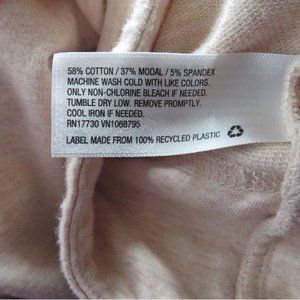 58% COTTON / 37% MODAL / 5% SPANDEX
MACHINE WASH COLD WITH LIKE COLORS.
ONLY NON-CHLORINE BLEACH IF NEEDED.
TUMBLE DRY LOW. REMOVE PROMPTLY.
COOL IRON IF NEEDED.
RN17730 VN1068795
LABEL MADE FROM 100% RECYCLED PLASTIC